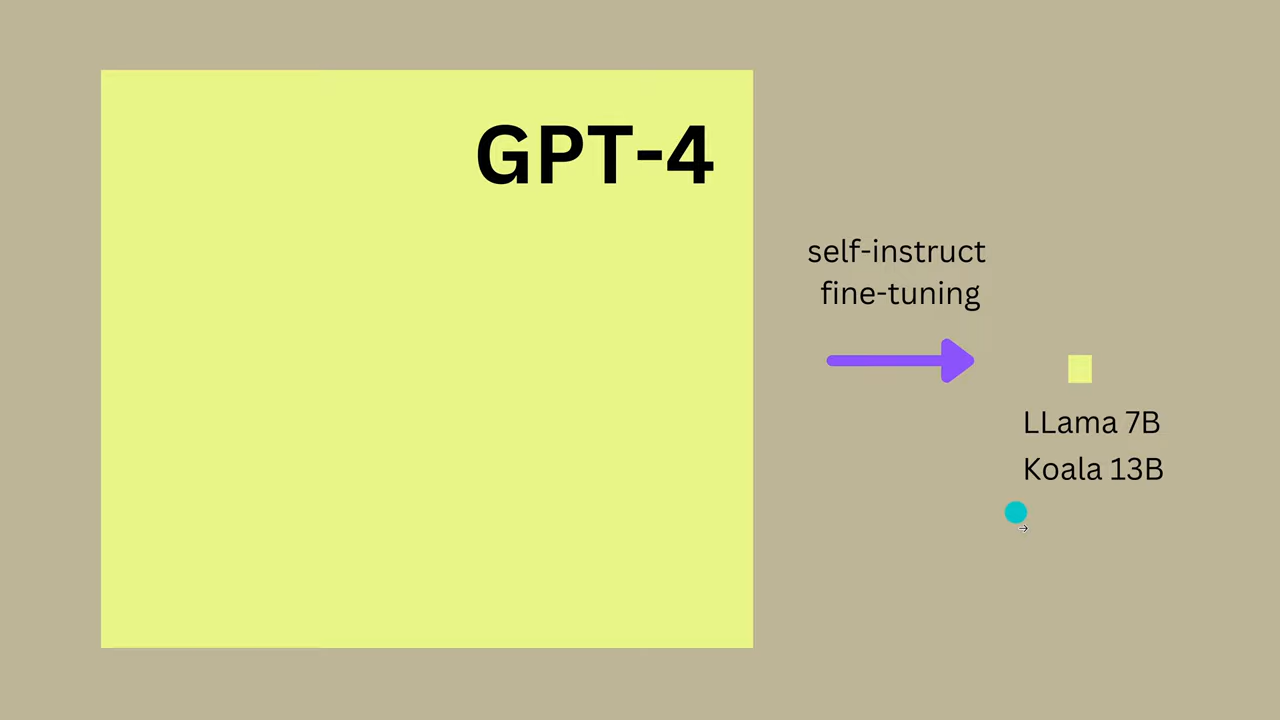 GPT-4
self-instruct
fine-tuning
LLama 7B
Koala 13B